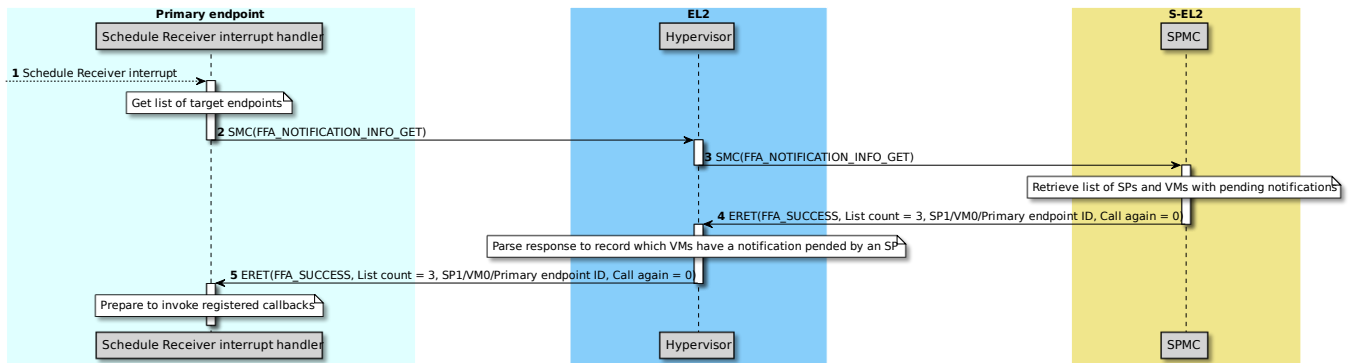 Primary endpoint
EL2
S-EL2
Schedule Receiver interrupt handler
Hypervisor
SPMC
1 Schedule Receiver interrupt
Get list of target endpoints
2 SMC(FFA_NOTIFICATION_INFO_GET)
3 SMC(FFA_NOTIFICATION_INFO_GET)
Retrieve list of SPs and VMs with pending notifications
4 ERET(FFA_SUCCESS, List count = 3, SP1/VM0/Primary endpoint ID, Call again = 0)
Parse response to record which VMs have a notification pended by an SP
5 ERET(FFA_SUCCESS, List count = 3, SP1/VM0/Primary endpoint ID, Call again = 0)
Prepare to invoke registered callbacks
Schedule Receiver interrupt handler
Hypervisor
SPMC